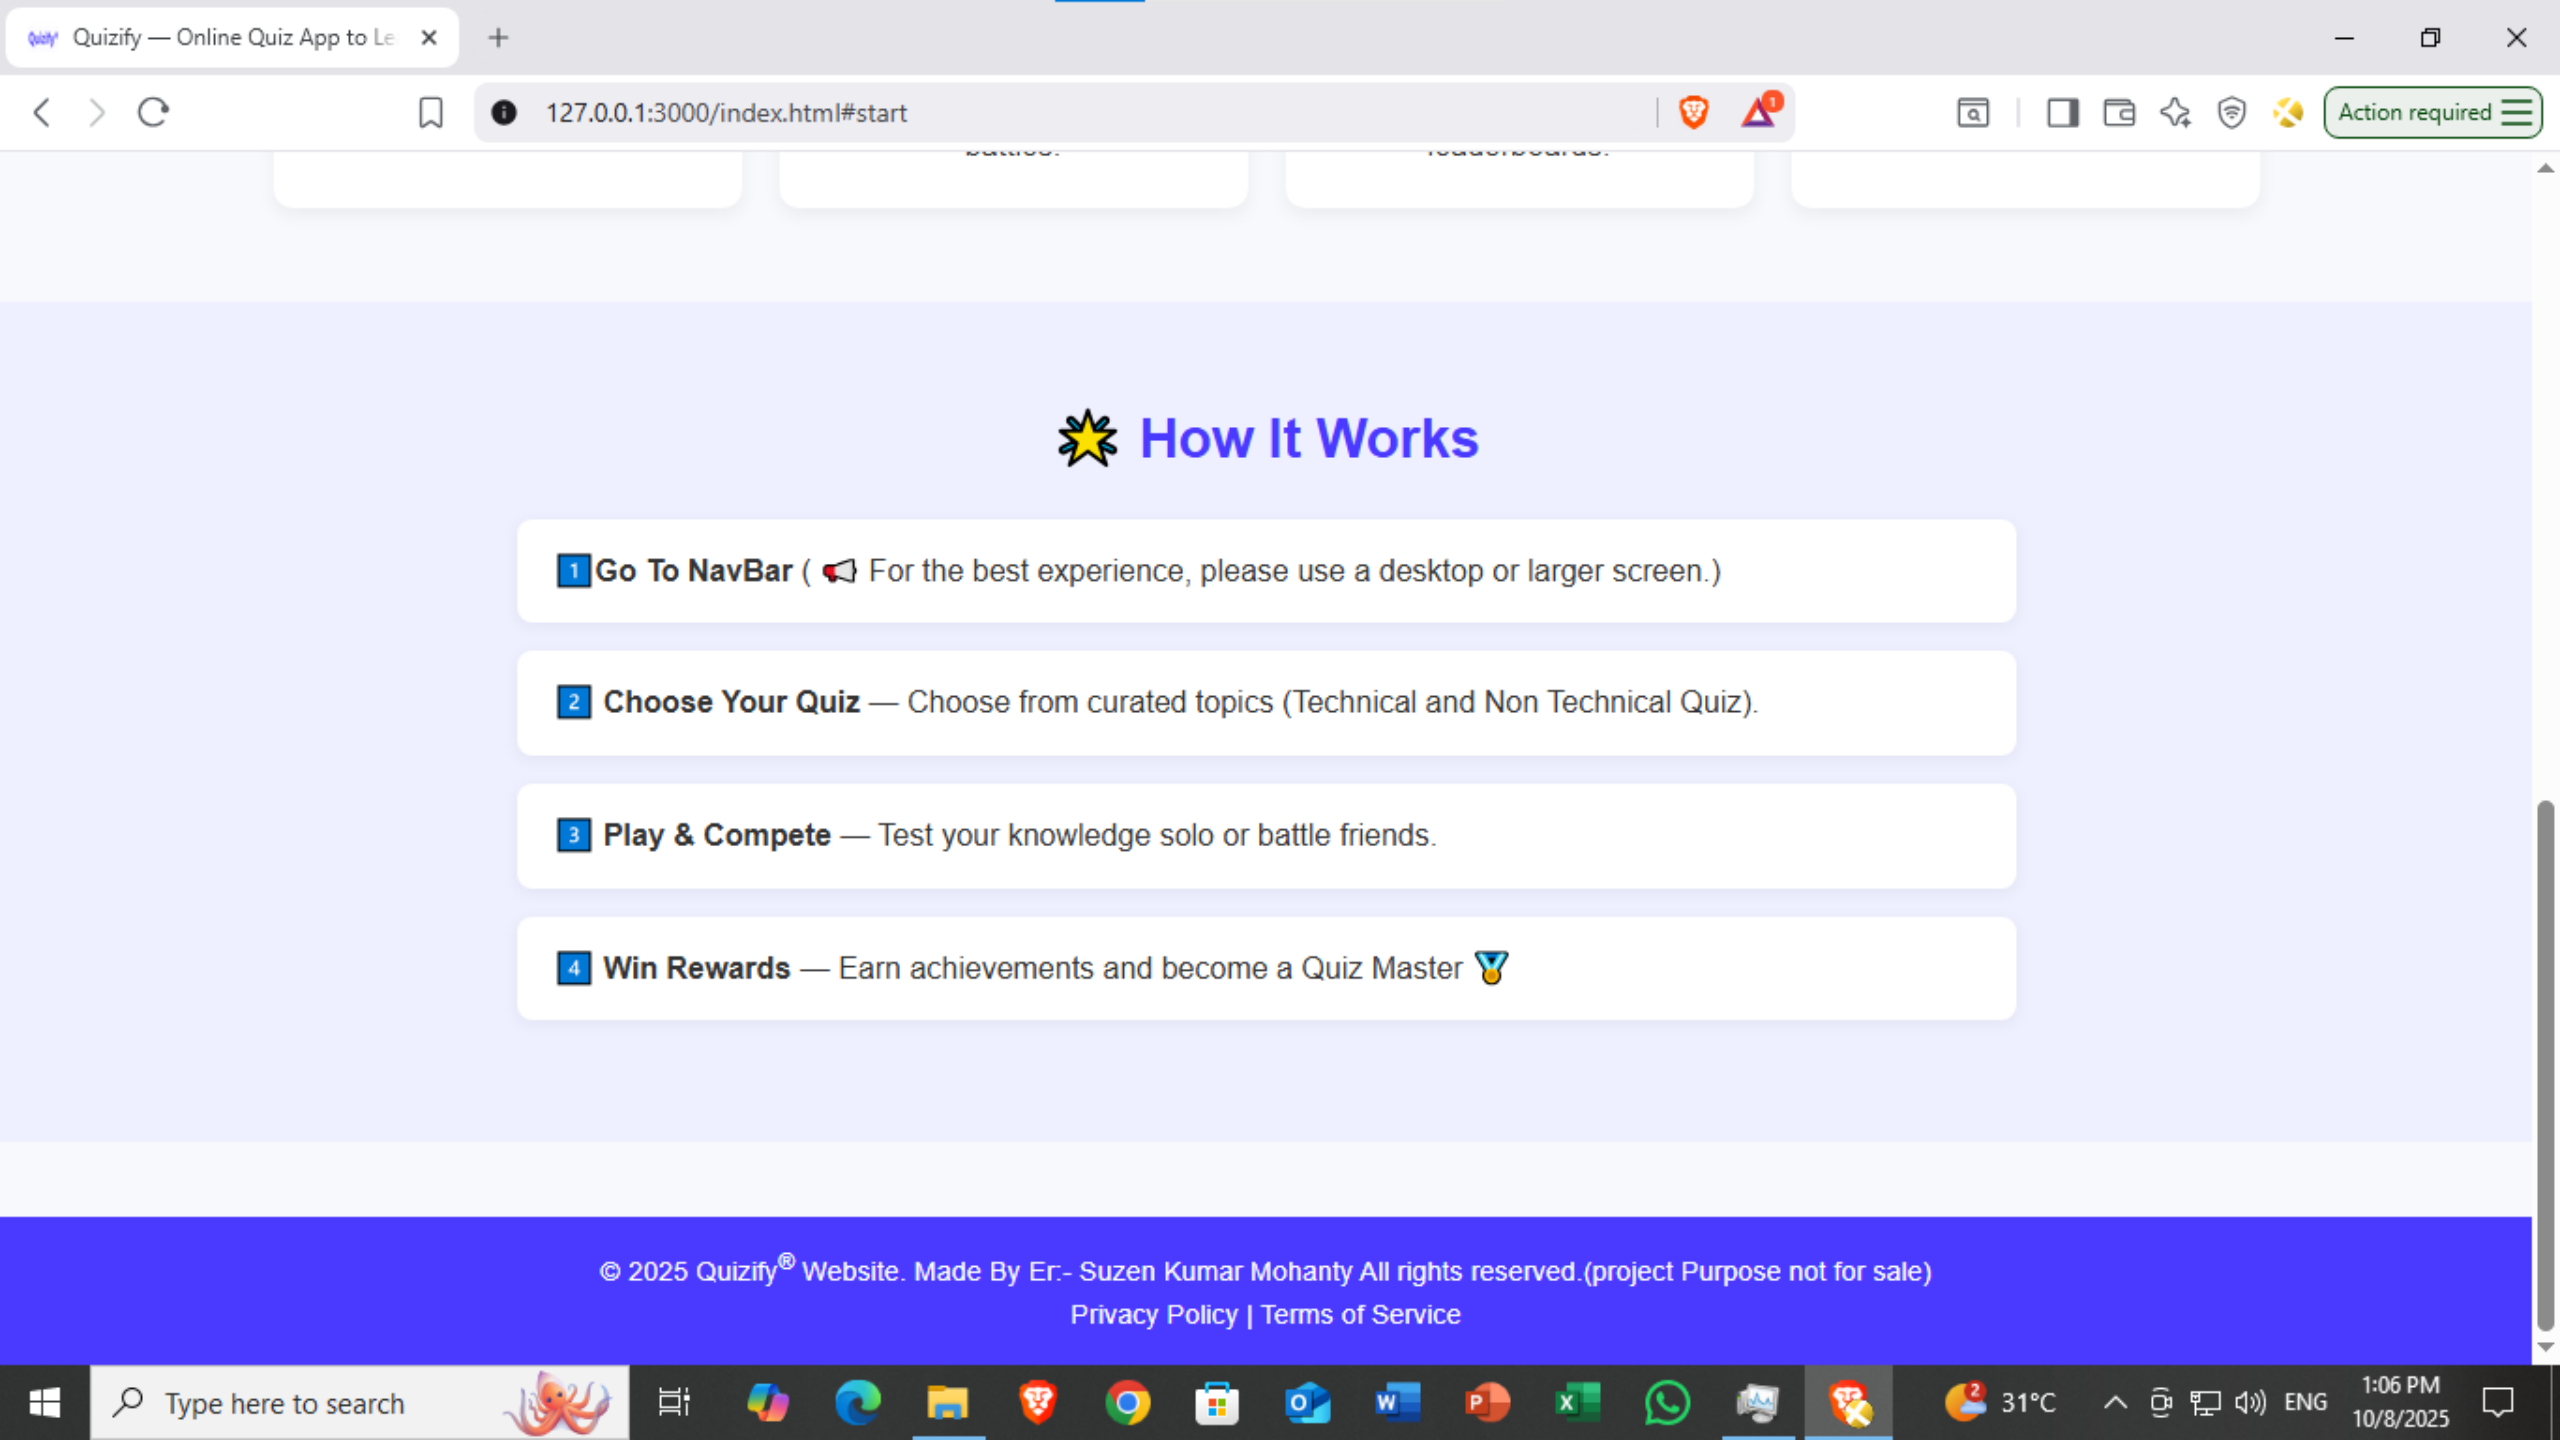 Quizify — Online Quiz App to Le
127.0.0.1:3000/index.html#start
1
Action required
battles.
leaderboards.
🌟 How It Works
1️⃣Go To NavBar ( 📢 For the best experience, please use a desktop or larger screen.)
2️⃣ Choose Your Quiz — Choose from curated topics (Technical and Non Technical Quiz).
3️⃣ Play & Compete — Test your knowledge solo or battle friends.
4️⃣ Win Rewards — Earn achievements and become a Quiz Master 🏅
© 2025 Quizify® Website. Made By Er:- Suzen Kumar Mohanty All rights reserved.(project Purpose not for sale)
Privacy Policy | Terms of Service
Type here to search
2
31°C
ENG
1:06 PM
10/8/2025